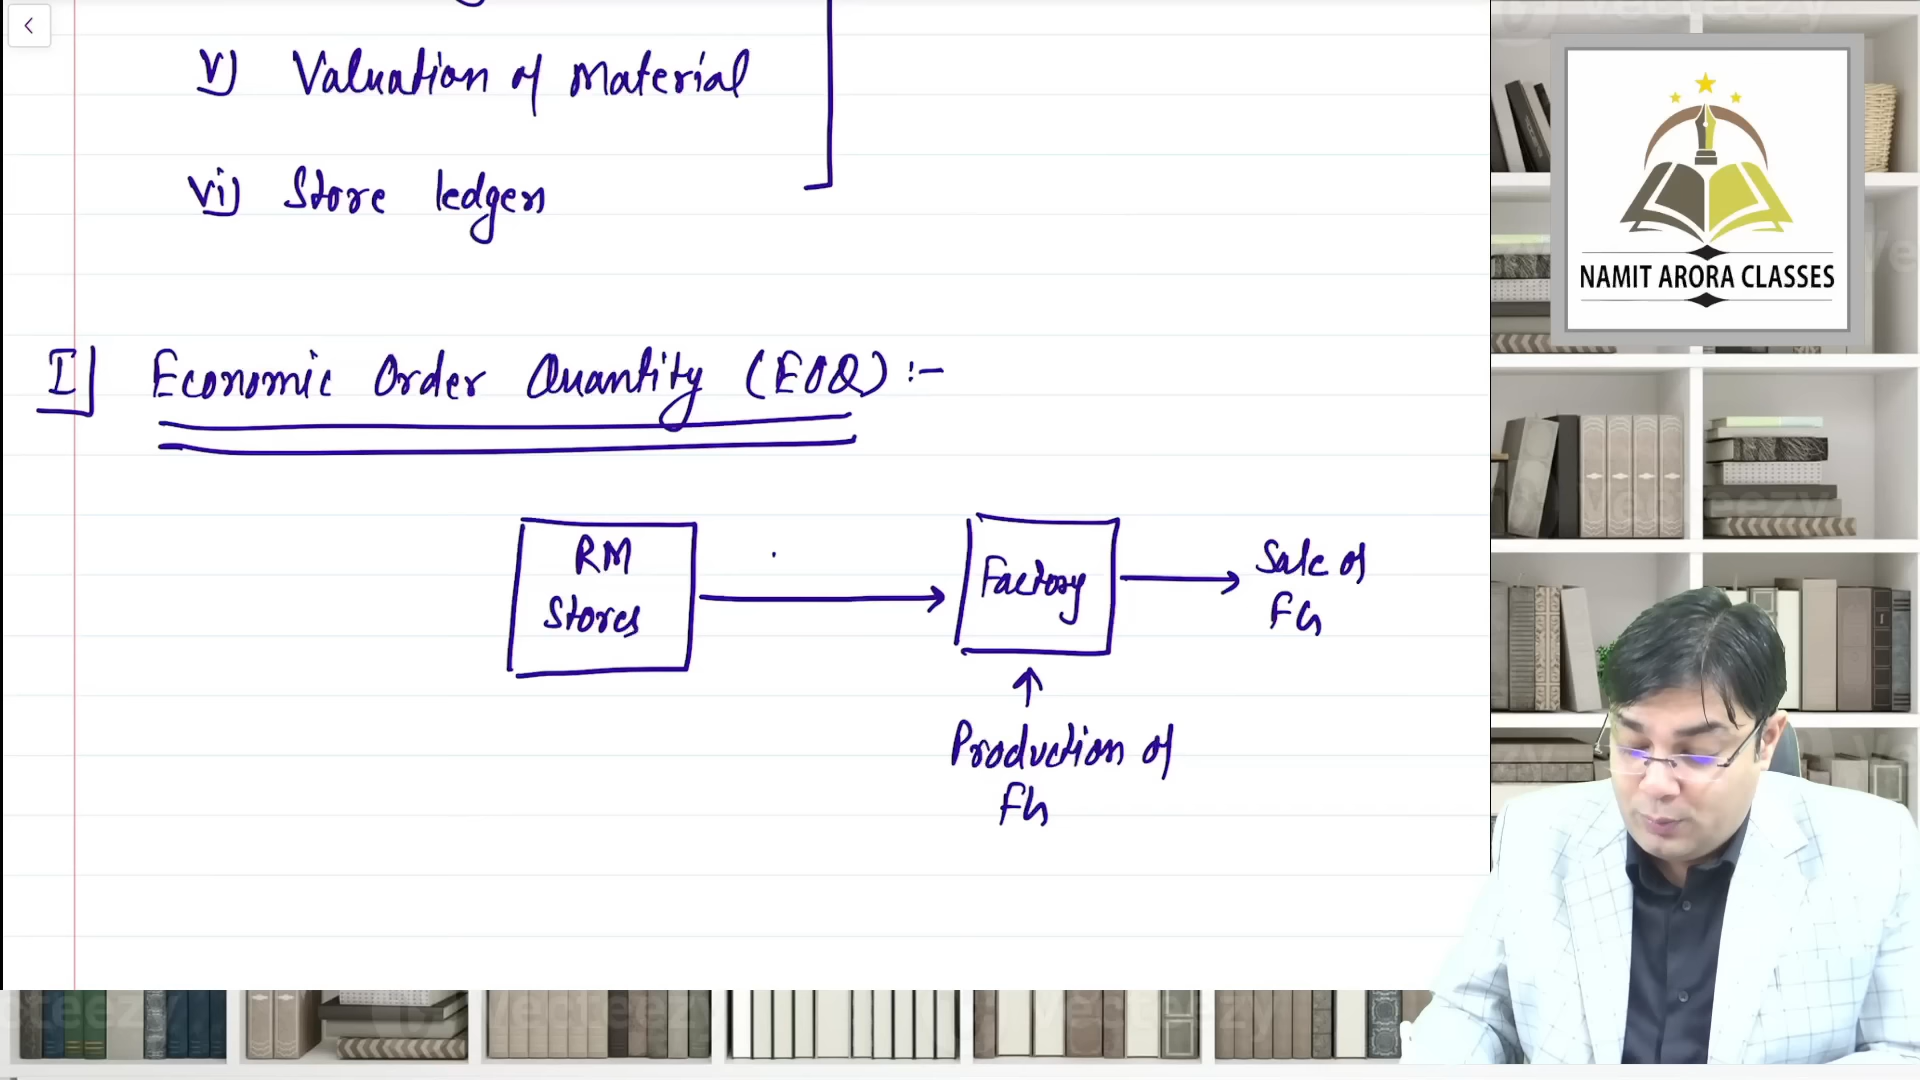 v) Valuation of Material
vi) Store ledger
I] Economic Order Quantity (EOQ) :-
RM
Stores
Factory
Sale of
FG
Production of
FG
NAMIT ARORA CLASSES